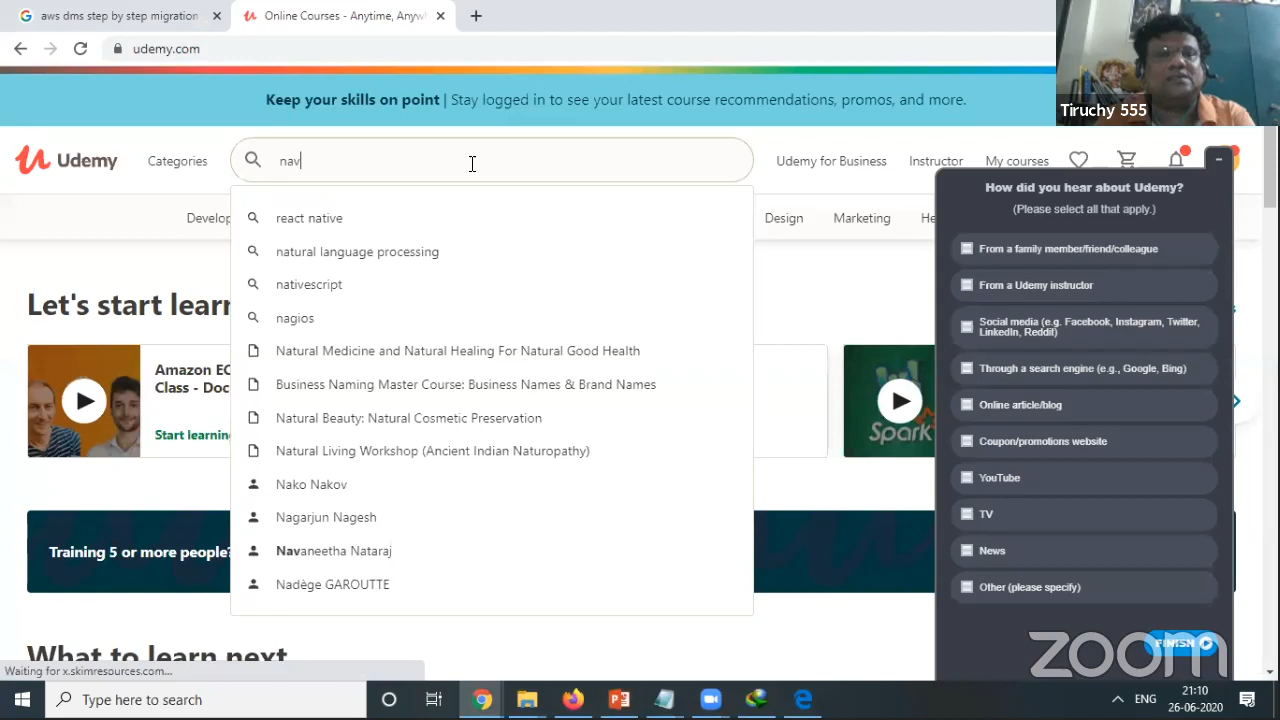 aws dms step by step migration
Online Courses - Anytime, Anyw
udemy.com
Tiruchy 555
Keep your skills on point | Stay logged in to see your latest course recommendations, promos, and more.
Udemy
Categories
nav
Udemy for Business
Instructor
My courses
Develop
Design
Marketing
He
react native
natural language processing
nativescript
nagios
Natural Medicine and Natural Healing For Natural Good Health
Business Naming Master Course: Business Names & Brand Names
Natural Beauty: Natural Cosmetic Preservation
Natural Living Workshop (Ancient Indian Naturopathy)
Nako Nakov
Nagarjun Nagesh
Navaneetha Nataraj
Nadège GAROUTTE
Let's start learn
Amazon EC
Class - Doc
Start learning
Spark
Training 5 or more people?
What to learn next
How did you hear about Udemy?
(Please select all that apply.)
From a family member/friend/colleague
From a Udemy instructor
Social media (e.g. Facebook, Instagram, Twitter,
LinkedIn, Reddit)
Through a search engine (e.g., Google, Bing)
Online article/blog
Coupon/promotions website
YouTube
TV
News
Other (please specify)
FINISH
zoom
Waiting for x.skimresources.com...
Type here to search
ENG
21:10
26-06-2020